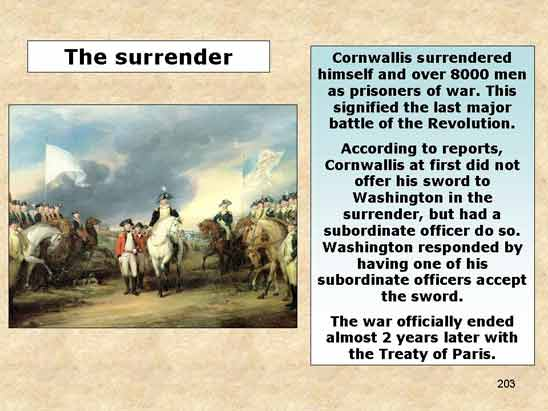 The surrender
Cornwallis surrendered
himself and over 8000 men
as prisoners of war. This
signified the last major
battle of the Revolution.
According to reports,
Cornwallis at first did not
offer his sword to
Washington in the
surrender, but had a
subordinate officer do so.
Washington responded by
having one of his
subordinate officers accept
the sword.
The war officially ended
almost 2 years later with
the Treaty of Paris.
203